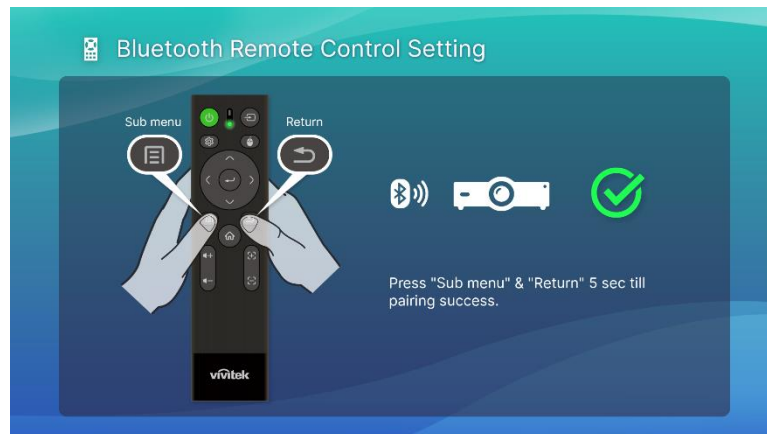 Bluetooth Remote Control Setting
Sub menu
Return
Press "Sub menu" & "Return" 5 sec till
pairing success.
vivitek